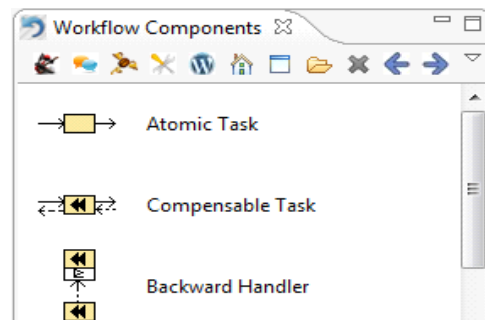 Workflow Components
Atomic Task
Compensable Task
Backward Handler